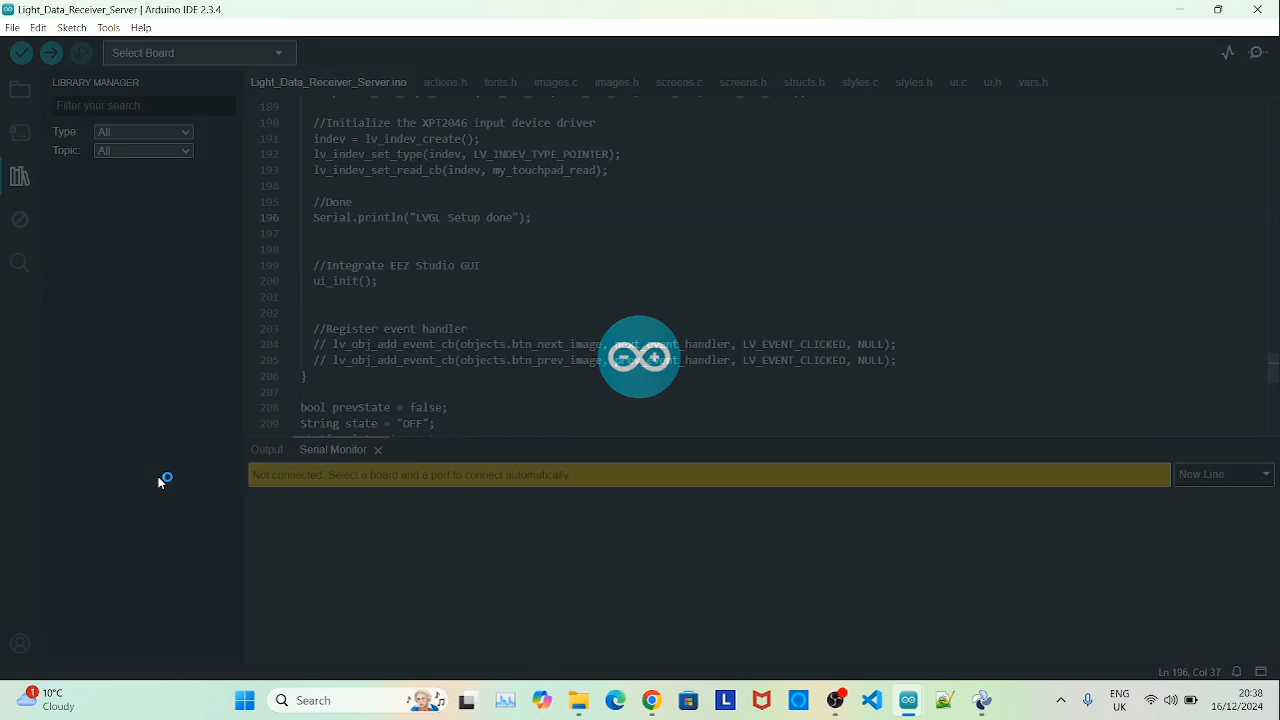 Light_Data_Receiver_Server | Arduino IDE 2.3.4
File Edit Sketch Tools Help
Select Board
LIBRARY MANAGER
Filter your search...
Type: All
Topic: All
Light_Data_Receiver_Server.ino actions.h fonts.h images.c images.h screens.c screens.h structs.h styles.c styles.h ui.c ui.h vars.h
189
190 //Initialize the XPT2046 input device driver
191 indev = lv_indev_create();
192 lv_indev_set_type(indev, LV_INDEV_TYPE_POINTER);
193 lv_indev_set_read_cb(indev, my_touchpad_read);
194
195 //Done
196 Serial.println("LVGL Setup done");
197
198
199 //Integrate EEZ Studio GUI
200 ui_init();
201
202
203 //Register event handler
204 // lv_obj_add_event_cb(objects.btn_next_image, next_event_handler, LV_EVENT_CLICKED, NULL);
205 // lv_obj_add_event_cb(objects.btn_prev_image, prev_event_handler, LV_EVENT_CLICKED, NULL);
206 }
207
208 bool prevState = false;
209 String state = "OFF";
Output Serial Monitor
Not connected. Select a board and a port to connect automatically.
New Line
Ln 196, Col 37
1
10°C
Cloudy
Search
ENG
UK
20:38
16/12/2024